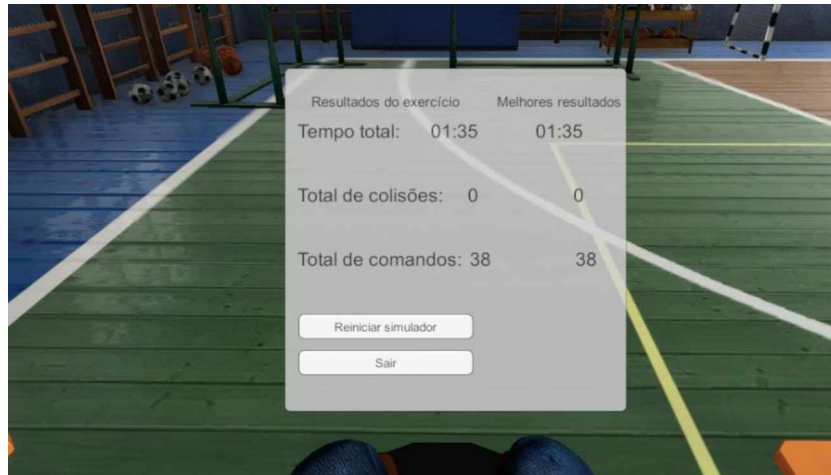 Resultados do exercício Melhores resultados
Tempo total: 01:35 01:35
Total de colisões: 0 0
Total de comandos: 38 38
Reiniciar simulador
Sair